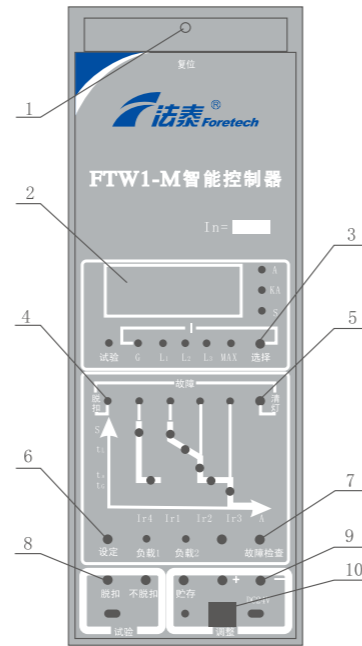 复位
1
法泰® Foretech
FTW1-M智能控制器
In=
2
3
A
KA
S
I
试验 G L₁ L₂ L₃ MAX 选择
4
5
故障
脱扣
清灯
S
6
7
Ir4 Ir1 Ir2 Ir3 A
设定 负载1 负载2 故障检查
8
9
+ −
脱扣 不脱扣 贮存
10
DC24V
试验 调整